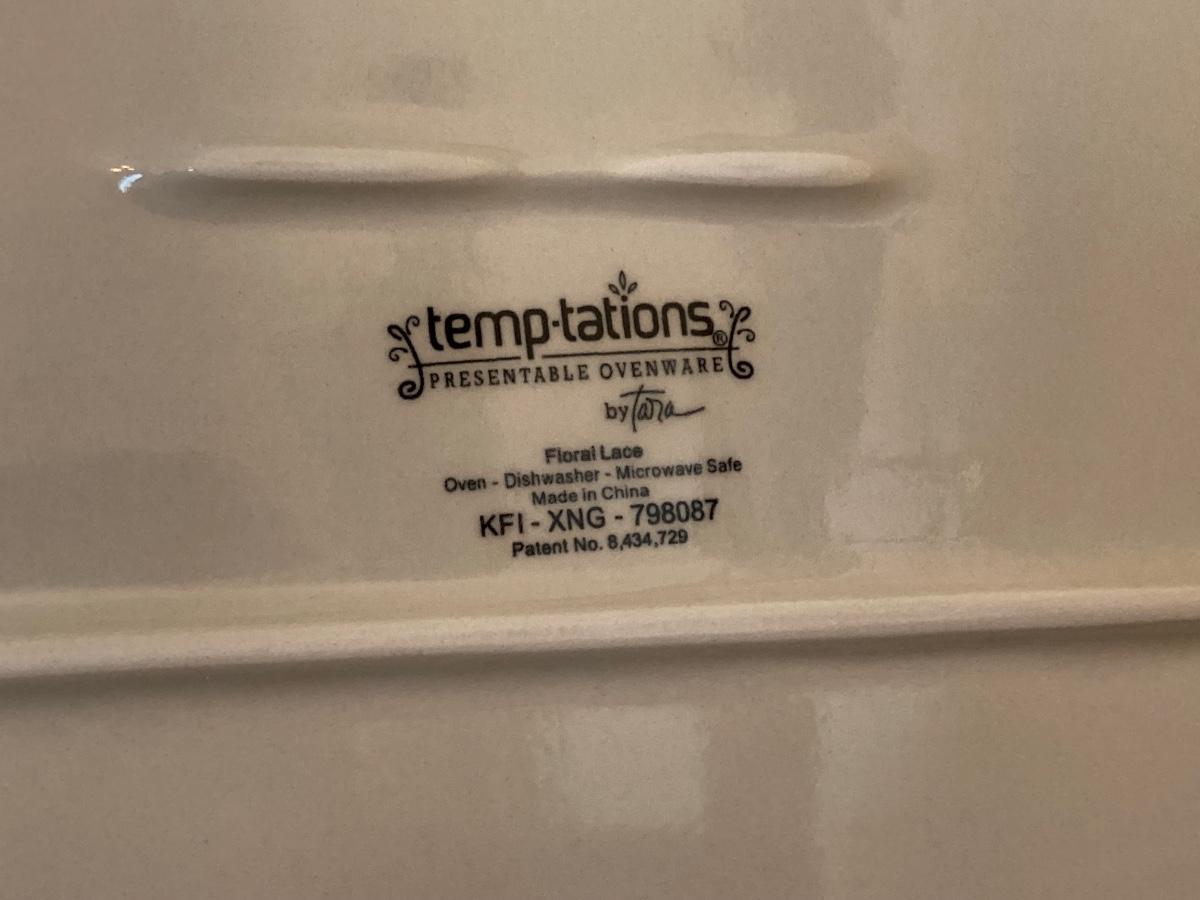 temp-tations®
PRESENTABLE OVENWARE
by Tara
Floral Lace
Oven - Dishwasher - Microwave Safe
Made in China
KFI - XNG - 798087
Patent No. 8,434,729